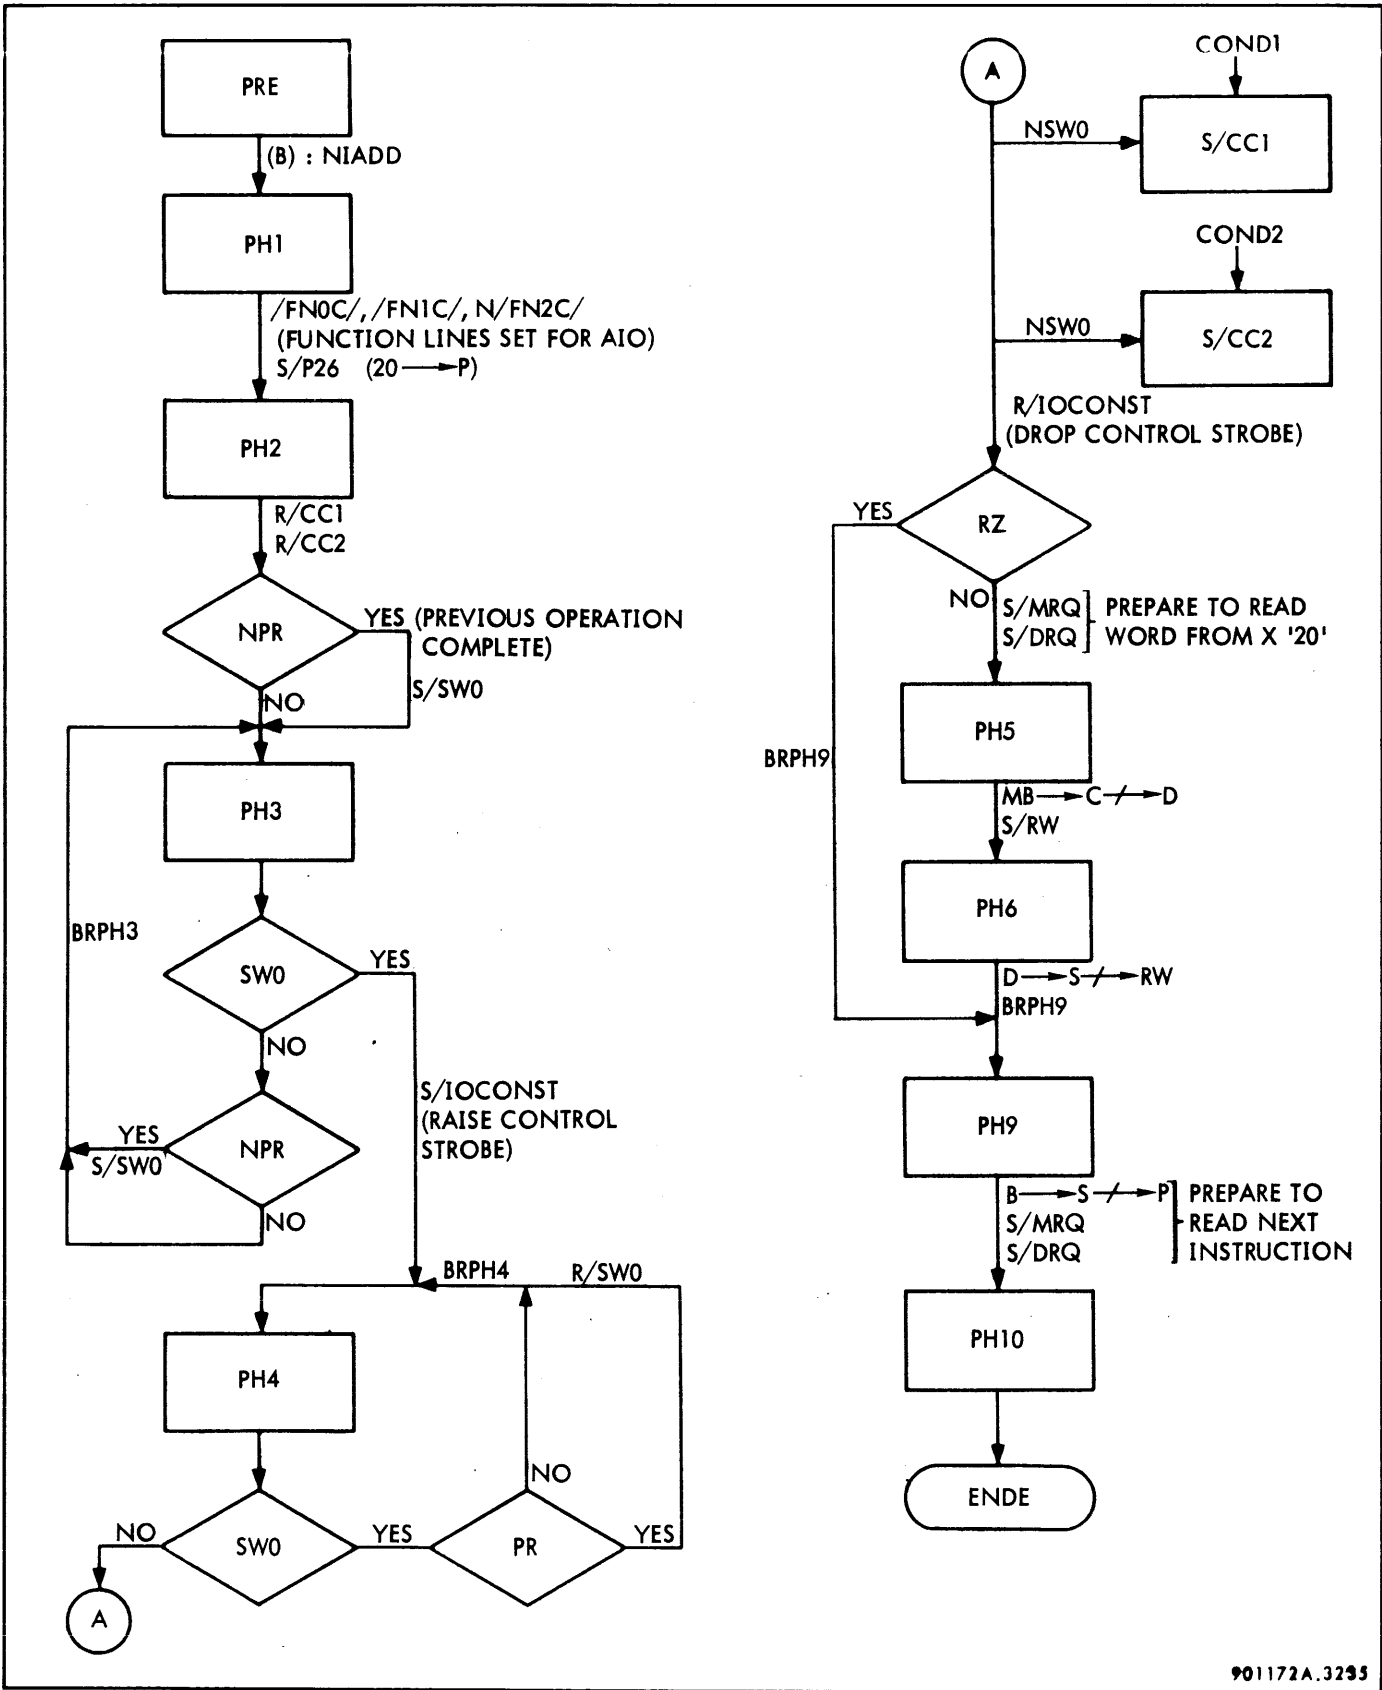 PRE
(B) : NIADD
PH1
/FN0C/, /FN1C/, N/FN2C/
(FUNCTION LINES SET FOR AIO)
S/P26 (20 → P)
PH2
R/CC1
R/CC2
NPR
YES (PREVIOUS OPERATION
COMPLETE)
S/SW0
NO
PH3
BRPH3
SW0
YES
NO
S/IOCONST
(RAISE CONTROL
STROBE)
NPR
YES
S/SW0
NO
BRPH4
R/SW0
PH4
SW0
NO
YES
PR
NO
YES
A
A
COND1
NSW0
S/CC1
COND2
NSW0
S/CC2
R/IOCONST
(DROP CONTROL STROBE)
RZ
YES
NO
S/MRQ
S/DRQ
PREPARE TO READ
WORD FROM X '20'
PH5
BRPH9
MB → C ↛ D
S/RW
PH6
D → S ↛ RW
BRPH9
PH9
B → S ↛ P
S/MRQ
S/DRQ
PREPARE TO
READ NEXT
INSTRUCTION
PH10
ENDE
901172A.3235